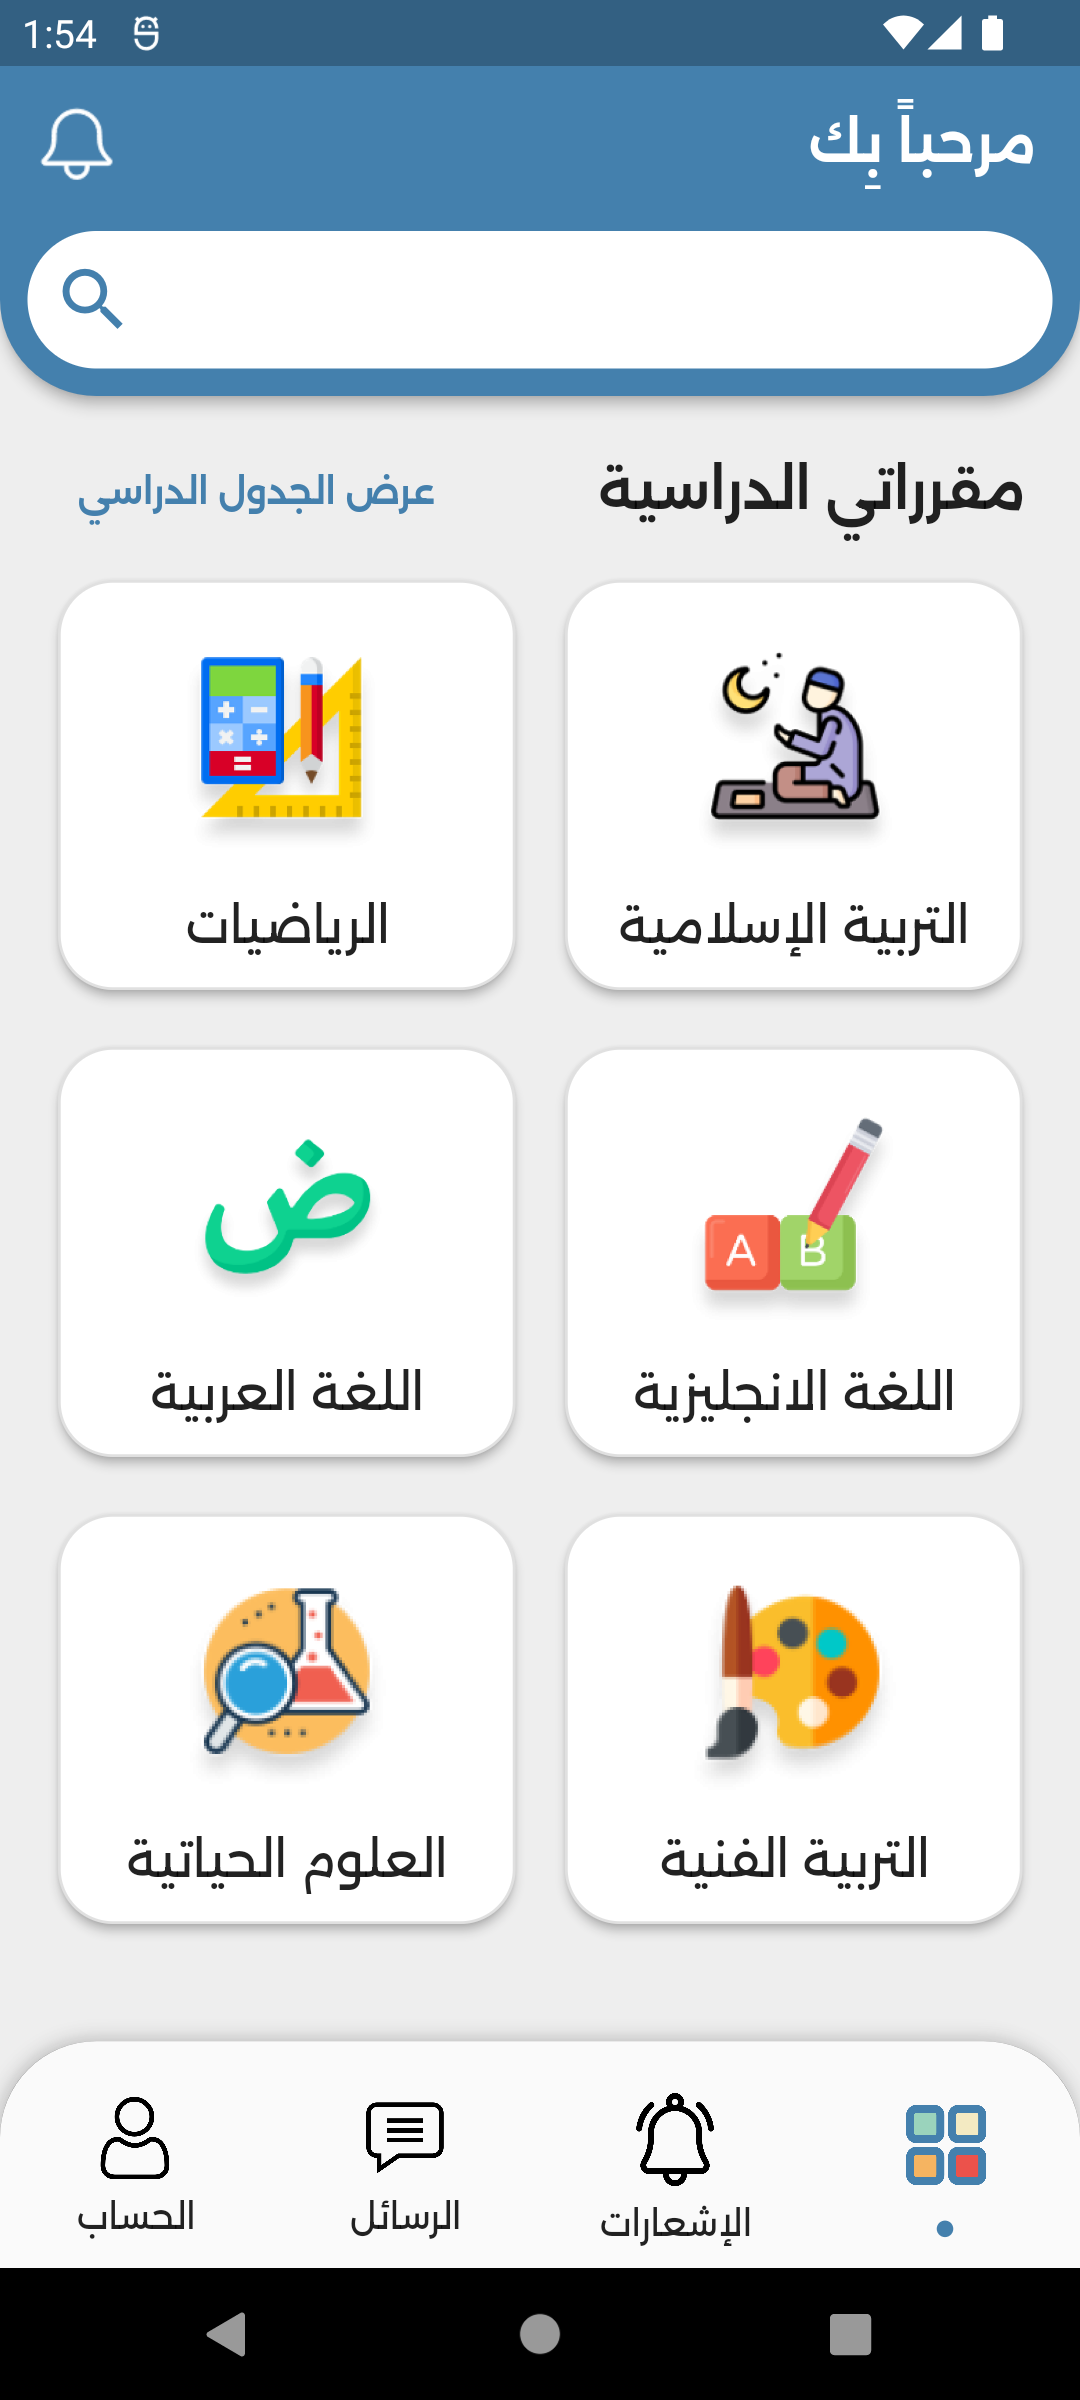 1:54
مرحباً بِك
مقرراتي الدراسية
عرض الجدول الدراسي
التربية الإسلامية
الرياضيات
A B
اللغة الانجليزية
ض
اللغة العربية
التربية الفنية
العلوم الحياتية
الإشعارات
الرسائل
الحساب